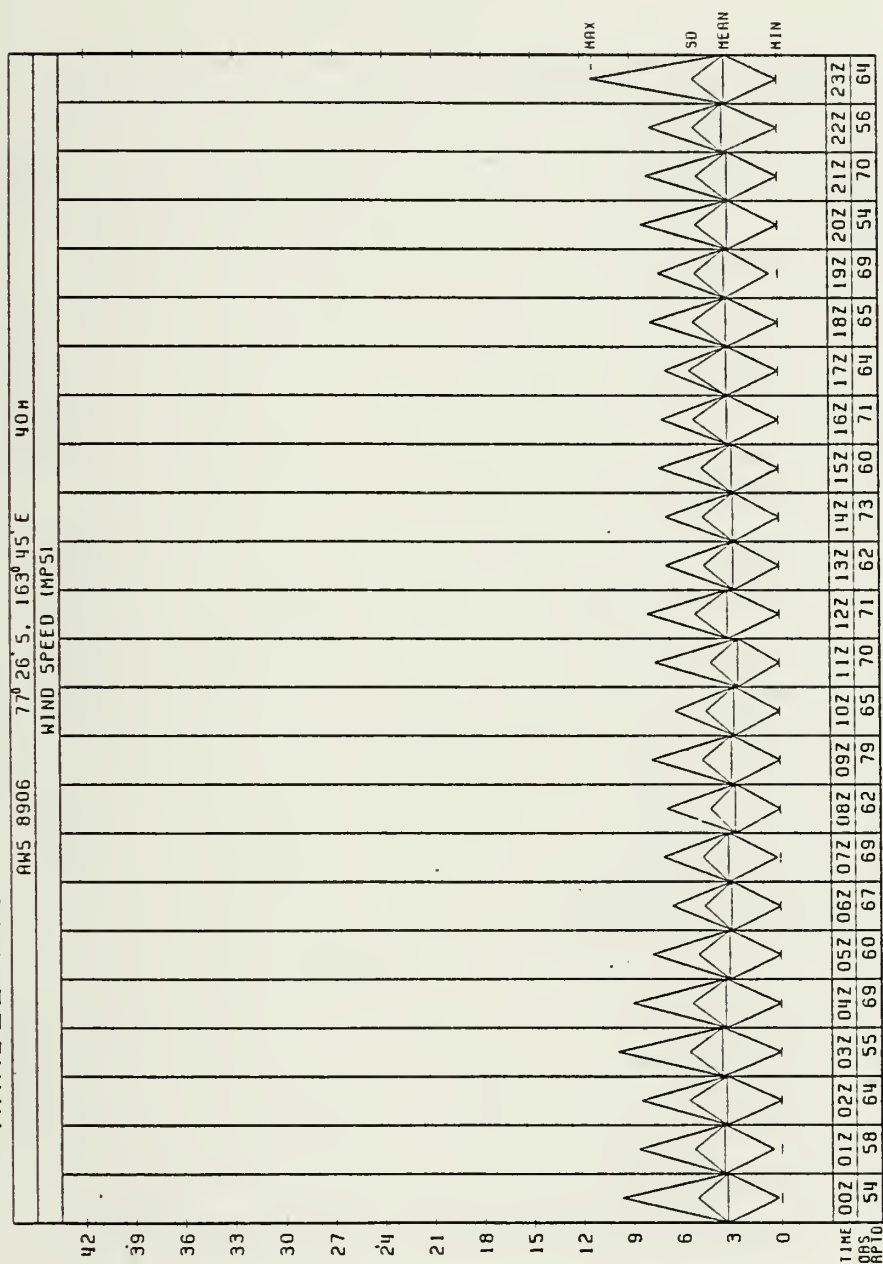 AWS 8906 77° 26' S, 163° 45' E 40M
WIND SPEED (MPS)
42
39
36
33
30
27
24
21
18
15
12
9
6
3
0
MAX
SD
MEAN
MIN
TIME 00Z 01Z 02Z 03Z 04Z 05Z 06Z 07Z 08Z 09Z 10Z 11Z 12Z 13Z 14Z 15Z 16Z 17Z 18Z 19Z 20Z 21Z 22Z 23Z
OBS 54 58 64 55 69 60 67 69 62 79 65 70 71 62 73 60 71 64 65 69 54 70 56 64
RPTD